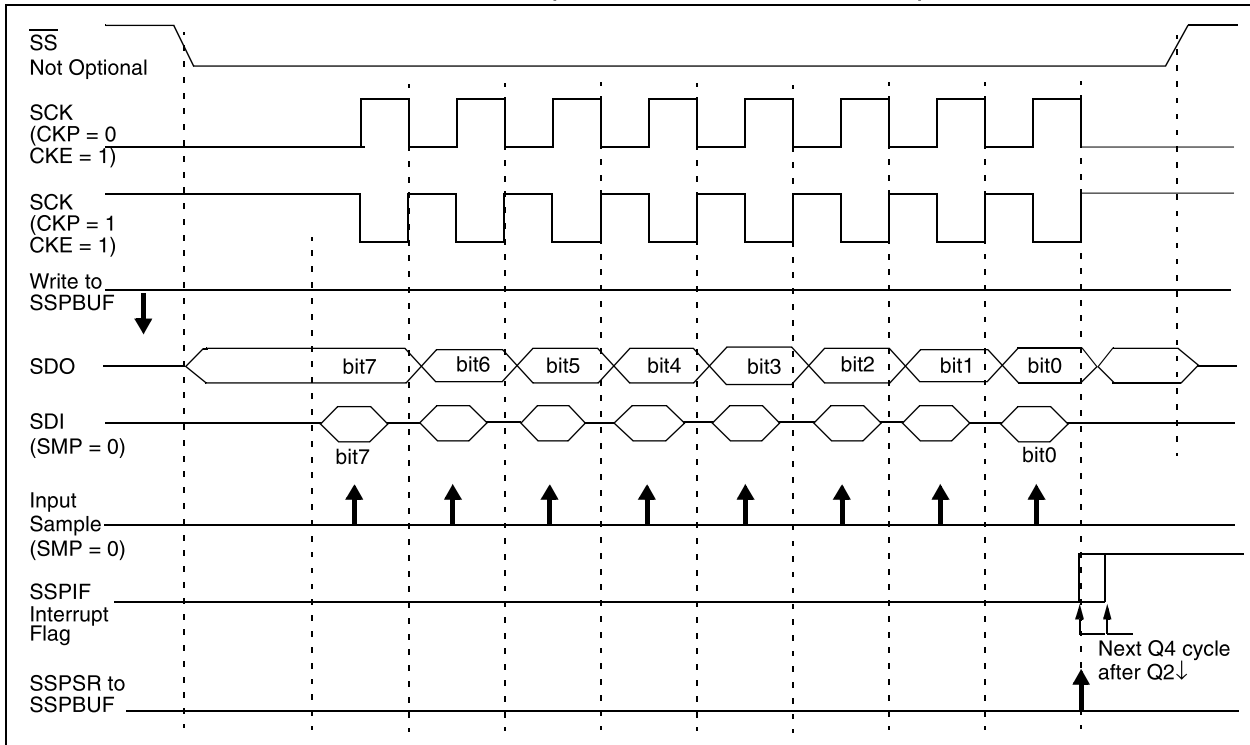 SS
Not Optional
SCK
(CKP = 0
CKE = 1)
SCK
(CKP = 1
CKE = 1)
Write to
SSPBUF
SDO
bit7 bit6 bit5 bit4 bit3 bit2 bit1 bit0
SDI
(SMP = 0)
bit7 bit0
Input
Sample
(SMP = 0)
SSPIF
Interrupt
Flag
Next Q4 cycle
after Q2↓
SSPSR to
SSPBUF